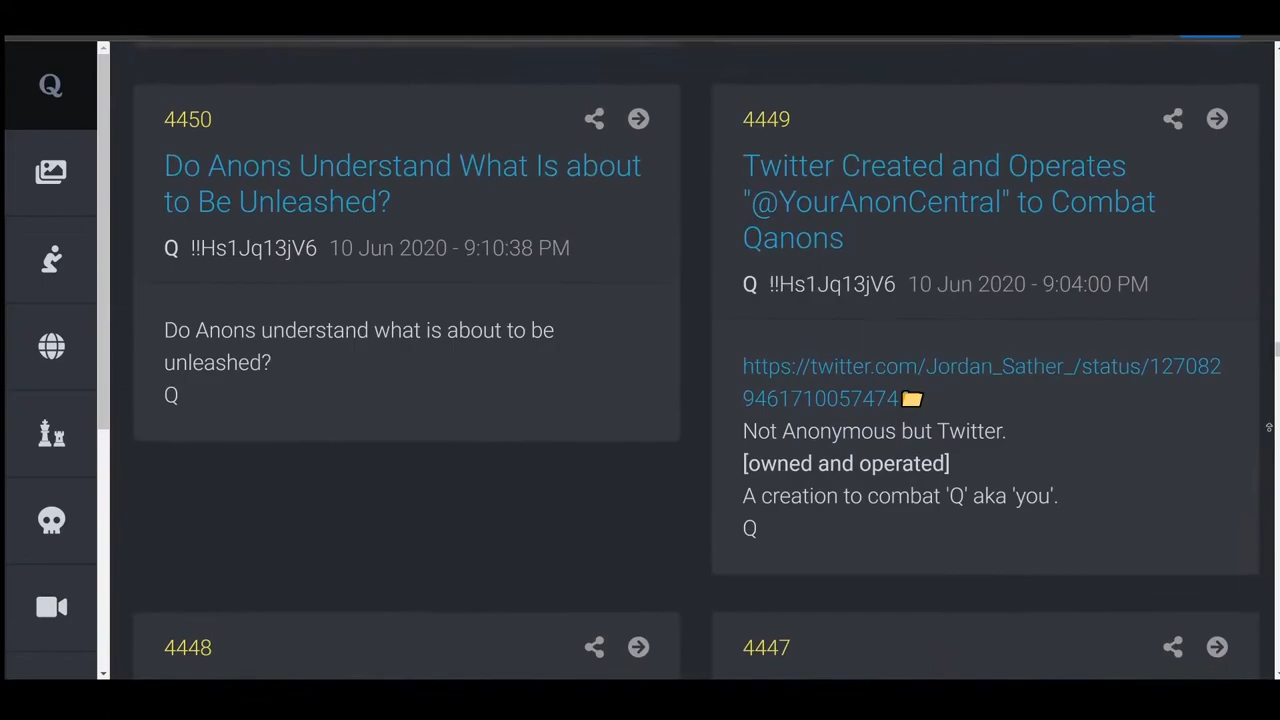 Q
4450
Do Anons Understand What Is about
to Be Unleashed?
Q !!Hs1Jq13jV6 10 Jun 2020 - 9:10:38 PM
Do Anons understand what is about to be
unleashed?
Q
4449
Twitter Created and Operates
"@YourAnonCentral" to Combat
Qanons
Q !!Hs1Jq13jV6 10 Jun 2020 - 9:04:00 PM
https://twitter.com/Jordan_Sather_/status/127082
9461710057474
Not Anonymous but Twitter.
[owned and operated]
A creation to combat 'Q' aka 'you'.
Q
4448
4447